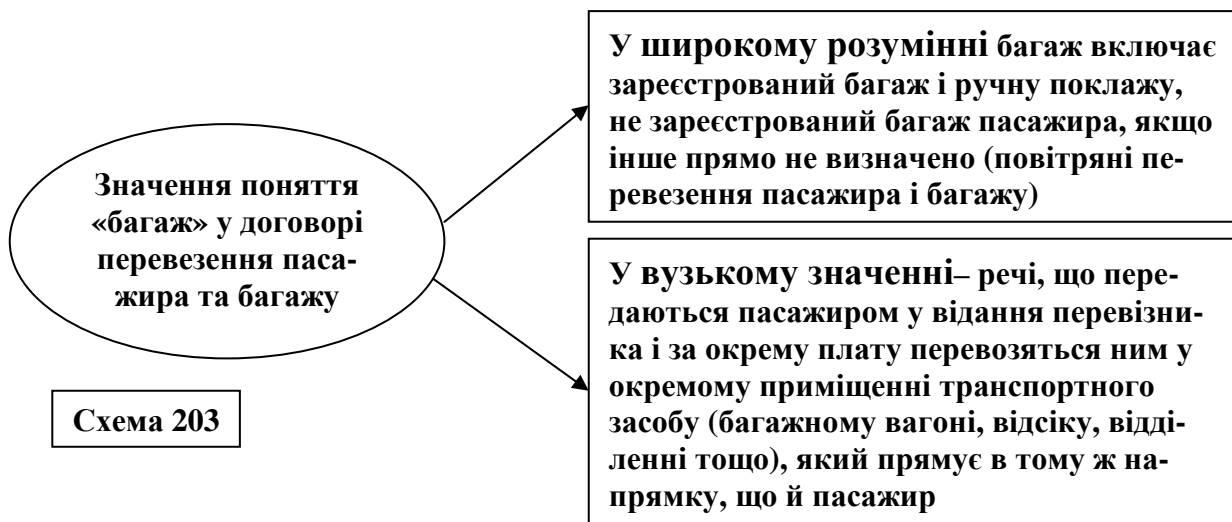 Значення поняття
«багаж» у договорі
перевезення паса-
жира та багажу
У широкому розумінні багаж включає
зареєстрований багаж і ручну поклажу,
не зареєстрований багаж пасажира, якщо
інше прямо не визначено (повітряні пе-
ревезення пасажира і багажу)
У вузькому значенні– речі, що пере-
даються пасажиром у відання перевізни-
ка і за окрему плату перевозяться ним у
окремому приміщенні транспортного
засобу (багажному вагоні, відсіку, відді-
ленні тощо), який прямує в тому ж на-
прямку, що й пасажир
Схема 203